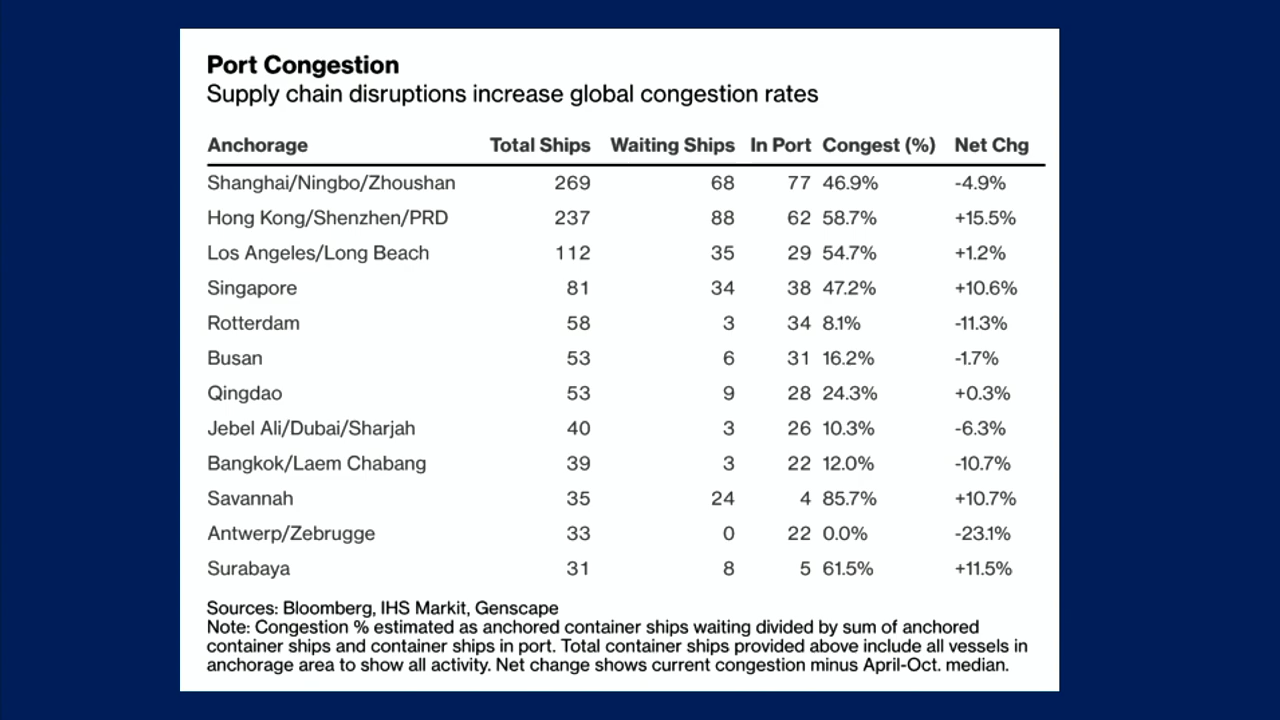 Port Congestion
Supply chain disruptions increase global congestion rates
Anchorage Total Ships Waiting Ships In Port Congest (%) Net Chg
Shanghai/Ningbo/Zhoushan 269 68 77 46.9% -4.9%
Hong Kong/Shenzhen/PRD 237 88 62 58.7% +15.5%
Los Angeles/Long Beach 112 35 29 54.7% +1.2%
Singapore 81 34 38 47.2% +10.6%
Rotterdam 58 3 34 8.1% -11.3%
Busan 53 6 31 16.2% -1.7%
Qingdao 53 9 28 24.3% +0.3%
Jebel Ali/Dubai/Sharjah 40 3 26 10.3% -6.3%
Bangkok/Laem Chabang 39 3 22 12.0% -10.7%
Savannah 35 24 4 85.7% +10.7%
Antwerp/Zebrugge 33 0 22 0.0% -23.1%
Surabaya 31 8 5 61.5% +11.5%
Sources: Bloomberg, IHS Markit, Genscape
Note: Congestion % estimated as anchored container ships waiting divided by sum of anchored
container ships and container ships in port. Total container ships provided above include all vessels in
anchorage area to show all activity. Net change shows current congestion minus April-Oct. median.